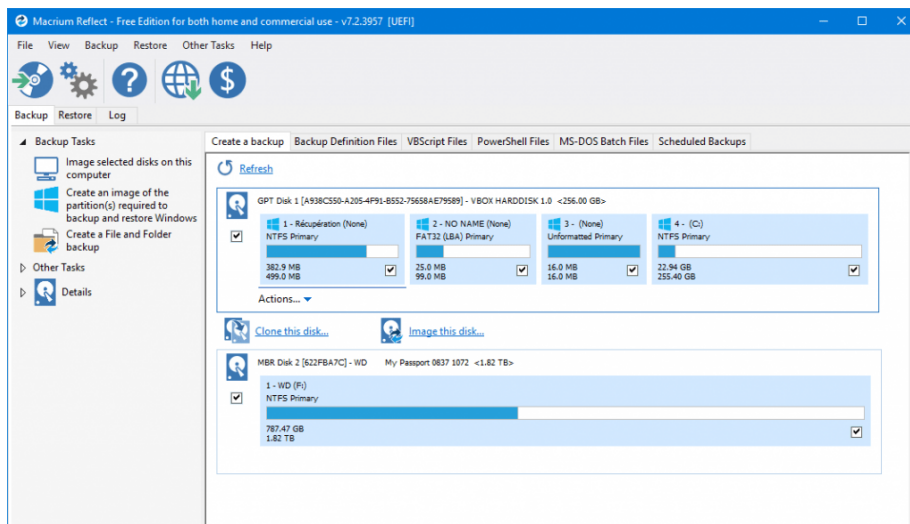 Macrium Reflect - Free Edition for both home and commercial use - v7.2.3957 [UEFI]
File View Backup Restore Other Tasks Help
Backup Restore Log
Backup Tasks
Image selected disks on this
computer
Create an image of the
partition(s) required to
backup and restore Windows
Create a File and Folder
backup
Other Tasks
Details
Create a backup Backup Definition Files VBScript Files PowerShell Files MS-DOS Batch Files Scheduled Backups
Refresh
GPT Disk 1 [A938C550-A205-4F91-B552-75658AE79589] - VBOX HARDDISK 1.0 <256.00 GB>
1 - Récupération (None)
NTFS Primary
382.9 MB
499.0 MB
2 - NO NAME (None)
FAT32 (LBA) Primary
25.0 MB
99.0 MB
3 - (None)
Unformatted Primary
16.0 MB
16.0 MB
4 - (C:)
NTFS Primary
22.94 GB
255.40 GB
Actions...
Clone this disk... Image this disk...
MBR Disk 2 [622FBA7C] - WD My Passport 0837 1072 <1.82 TB>
1 - WD (F:)
NTFS Primary
787.47 GB
1.82 TB